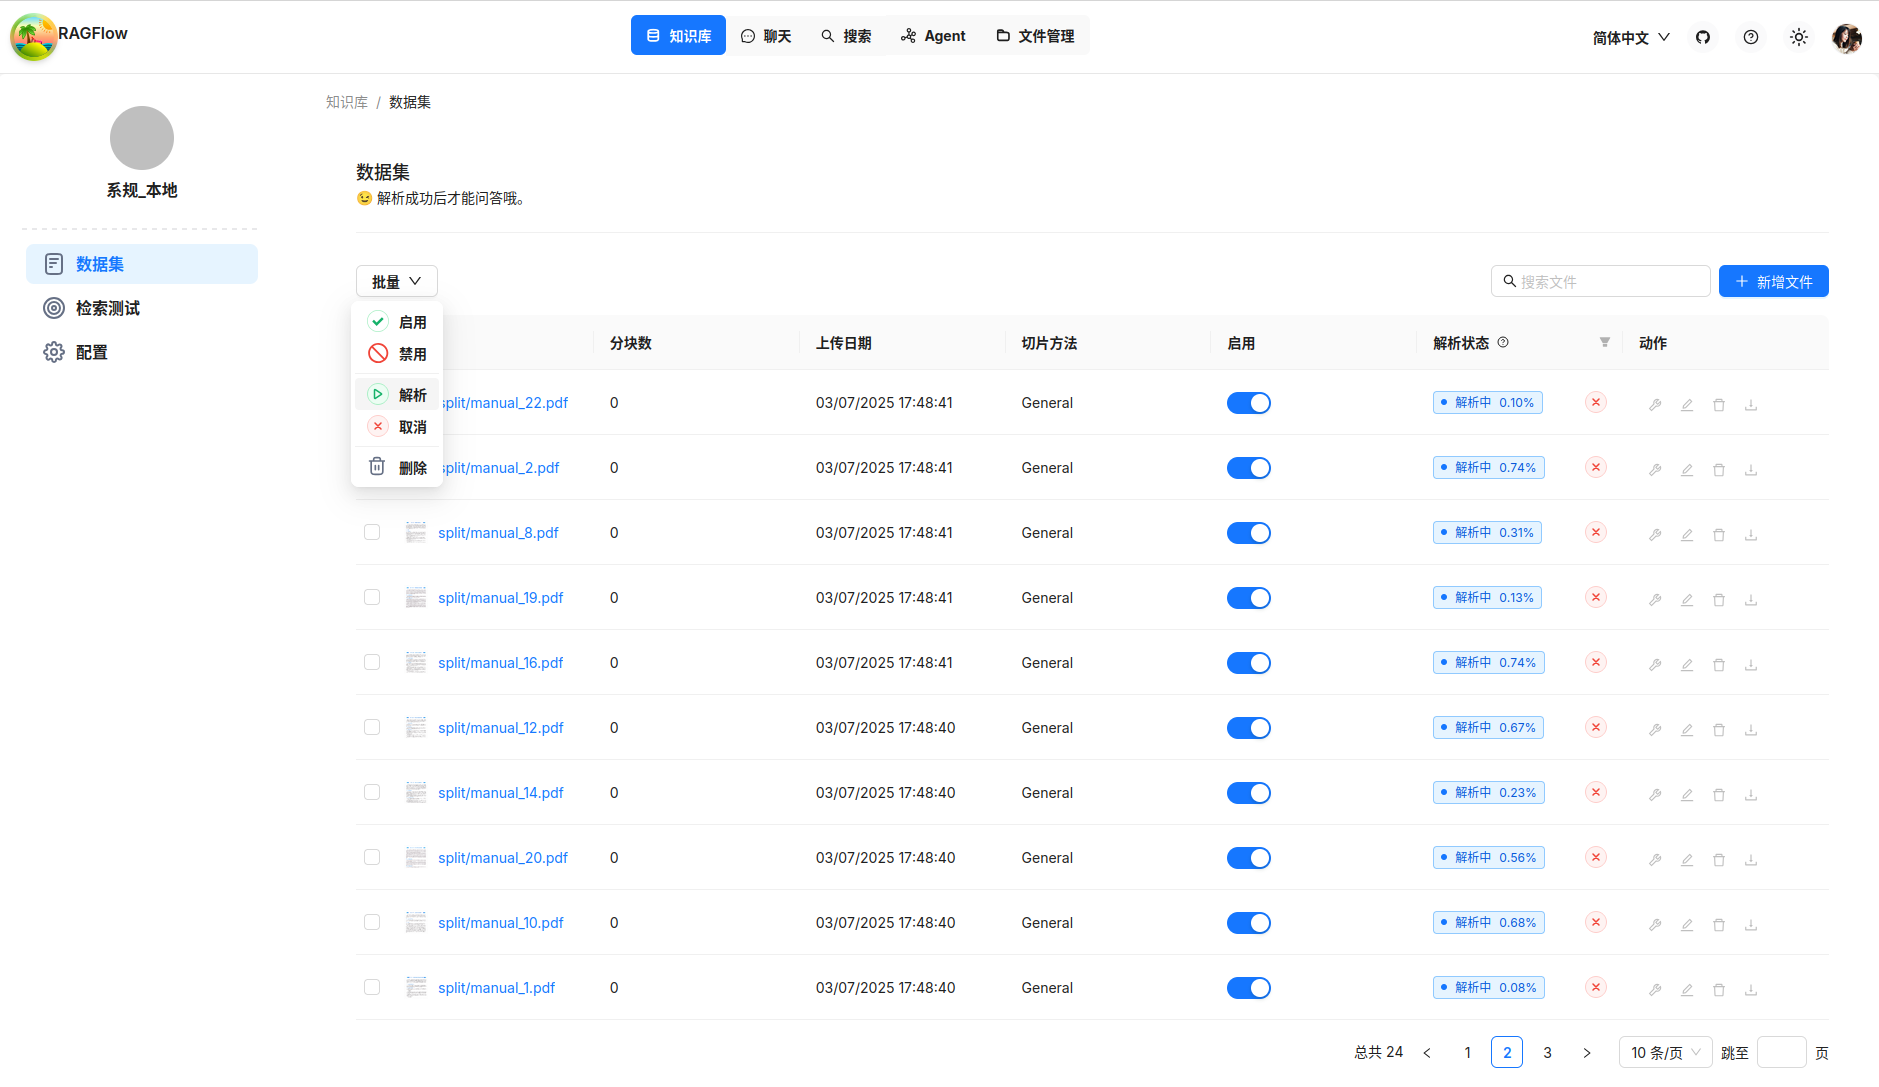 RAGFlow
知识库
聊天
搜索
Agent
文件管理
简体中文
系规_本地
数据集
检索测试
配置
知识库 / 数据集
数据集
😉 解析成功后才能问答哦。
批量
搜索文件
新增文件
启用
禁用
解析
取消
删除
分块数 上传日期 切片方法 启用 解析状态 动作
split/manual_22.pdf 0 03/07/2025 17:48:41 General 解析中 0.10%
split/manual_2.pdf 0 03/07/2025 17:48:41 General 解析中 0.74%
split/manual_8.pdf 0 03/07/2025 17:48:41 General 解析中 0.31%
split/manual_19.pdf 0 03/07/2025 17:48:41 General 解析中 0.13%
split/manual_16.pdf 0 03/07/2025 17:48:41 General 解析中 0.74%
split/manual_12.pdf 0 03/07/2025 17:48:40 General 解析中 0.67%
split/manual_14.pdf 0 03/07/2025 17:48:40 General 解析中 0.23%
split/manual_20.pdf 0 03/07/2025 17:48:40 General 解析中 0.56%
split/manual_10.pdf 0 03/07/2025 17:48:40 General 解析中 0.68%
split/manual_1.pdf 0 03/07/2025 17:48:40 General 解析中 0.08%
总共 24 < 1 2 3 > 10 条/页 跳至 页